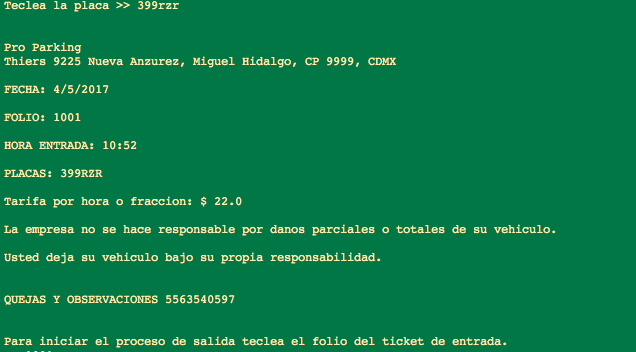 Teclea la placa >> 399rzr
Pro Parking
Thiers 9225 Nueva Anzurez, Miguel Hidalgo, CP 9999, CDMX
FECHA: 4/5/2017
FOLIO: 1001
HORA ENTRADA: 10:52
PLACAS: 399RZR
Tarifa por hora o fraccion: $ 22.0
La empresa no se hace responsable por danos parciales o totales de su vehiculo.
Usted deja su vehiculo bajo su propia responsabilidad.
QUEJAS Y OBSERVACIONES 5563540597
Para iniciar el proceso de salida teclea el folio del ticket de entrada.